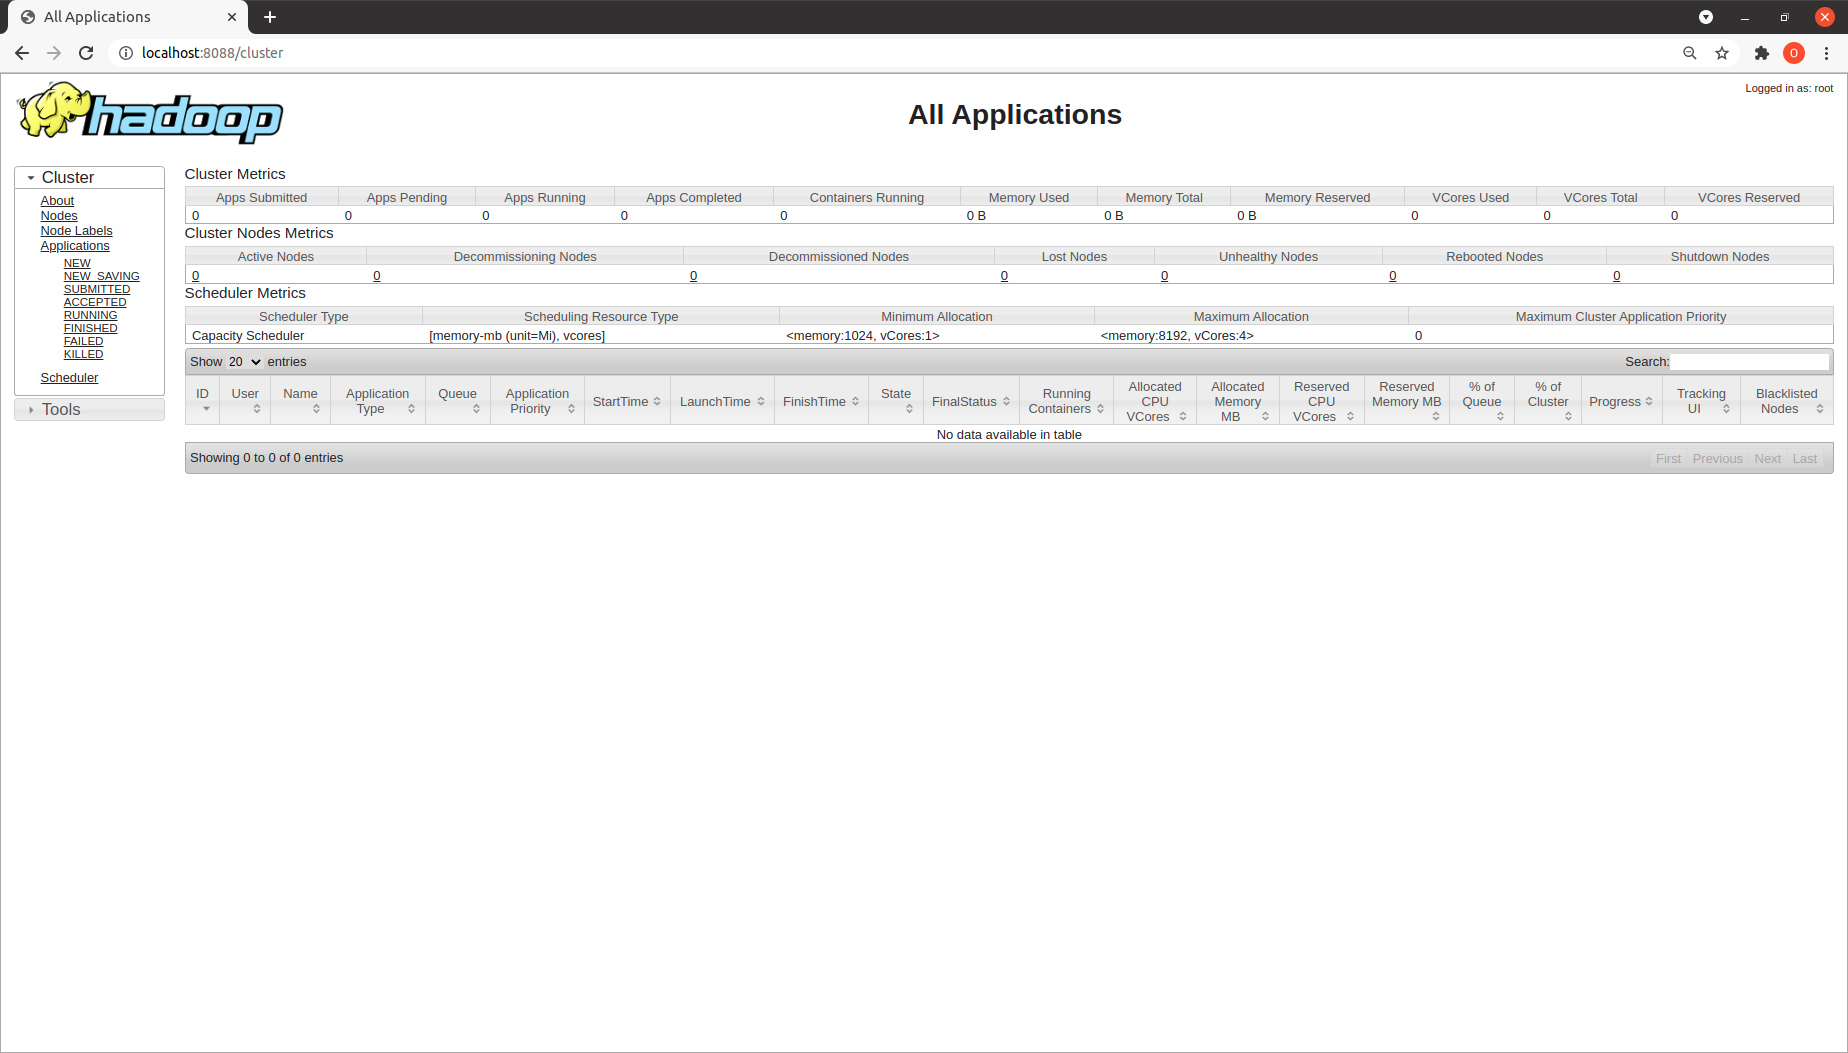 All Applications
localhost:8088/cluster
O
hadoop
All Applications
Logged in as: root
Cluster
About
Nodes
Node Labels
Applications
NEW
NEW_SAVING
SUBMITTED
ACCEPTED
RUNNING
FINISHED
FAILED
KILLED
Scheduler
Tools
Cluster Metrics
Apps Submitted Apps Pending Apps Running Apps Completed Containers Running Memory Used Memory Total Memory Reserved VCores Used VCores Total VCores Reserved
0 0 0 0 0 0 B 0 B 0 B 0 0 0
Cluster Nodes Metrics
Active Nodes Decommissioning Nodes Decommissioned Nodes Lost Nodes Unhealthy Nodes Rebooted Nodes Shutdown Nodes
0 0 0 0 0 0 0
Scheduler Metrics
Scheduler Type Scheduling Resource Type Minimum Allocation Maximum Allocation Maximum Cluster Application Priority
Capacity Scheduler [memory-mb (unit=Mi), vcores] <memory:1024, vCores:1> <memory:8192, vCores:4> 0
Show 20 entries Search:
ID User Name Application Type Queue Application Priority StartTime LaunchTime FinishTime State FinalStatus Running Containers Allocated CPU VCores Allocated Memory MB Reserved CPU VCores Reserved Memory MB % of Queue % of Cluster Progress Tracking UI Blacklisted Nodes
No data available in table
Showing 0 to 0 of 0 entries First Previous Next Last